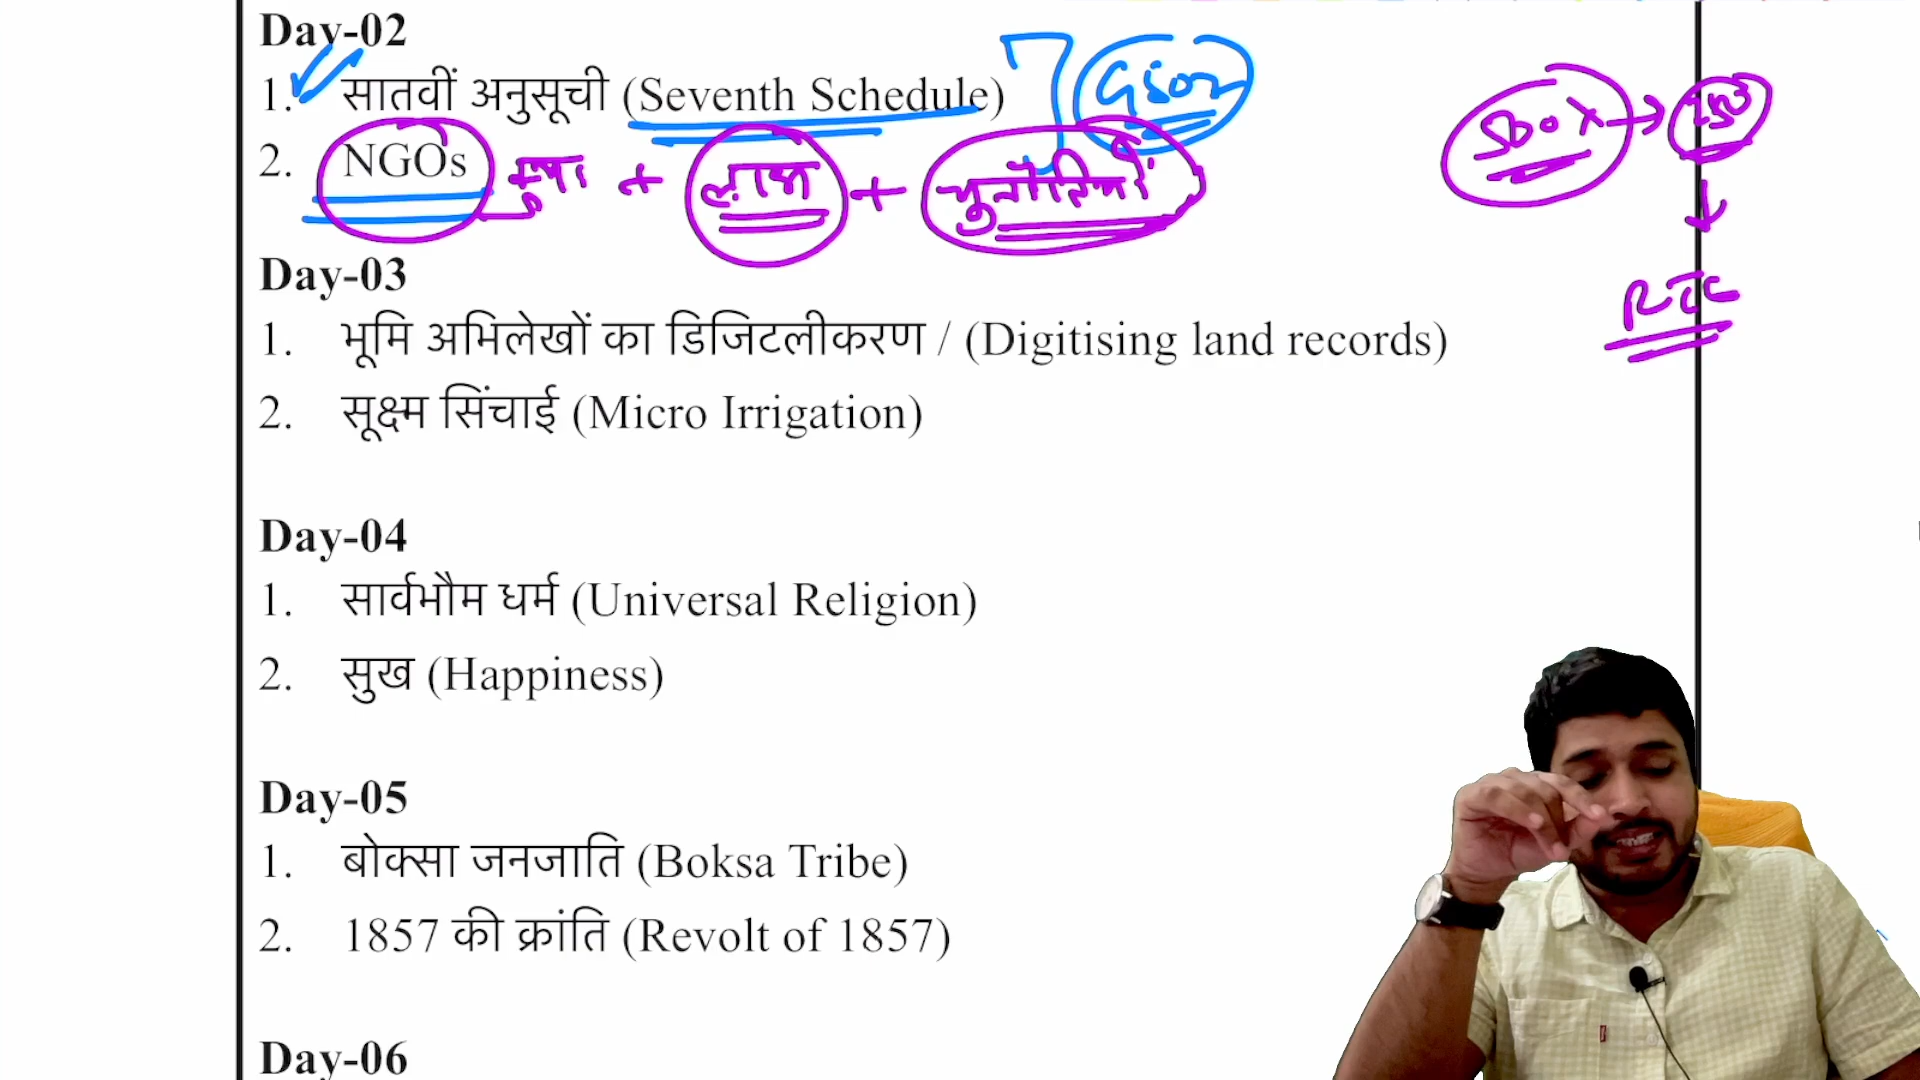 Day-02
1. सातवीं अनुसूची (Seventh Schedule)
2. NGOs + लाभ + चुनौतियाँ
Day-03
1. भूमि अभिलेखों का डिजिटलीकरण / (Digitising land records)
2. सूक्ष्म सिंचाई (Micro Irrigation)
Day-04
1. सार्वभौम धर्म (Universal Religion)
2. सुख (Happiness)
Day-05
1. बोक्सा जनजाति (Boksa Tribe)
2. 1857 की क्रांति (Revolt of 1857)
Day-06